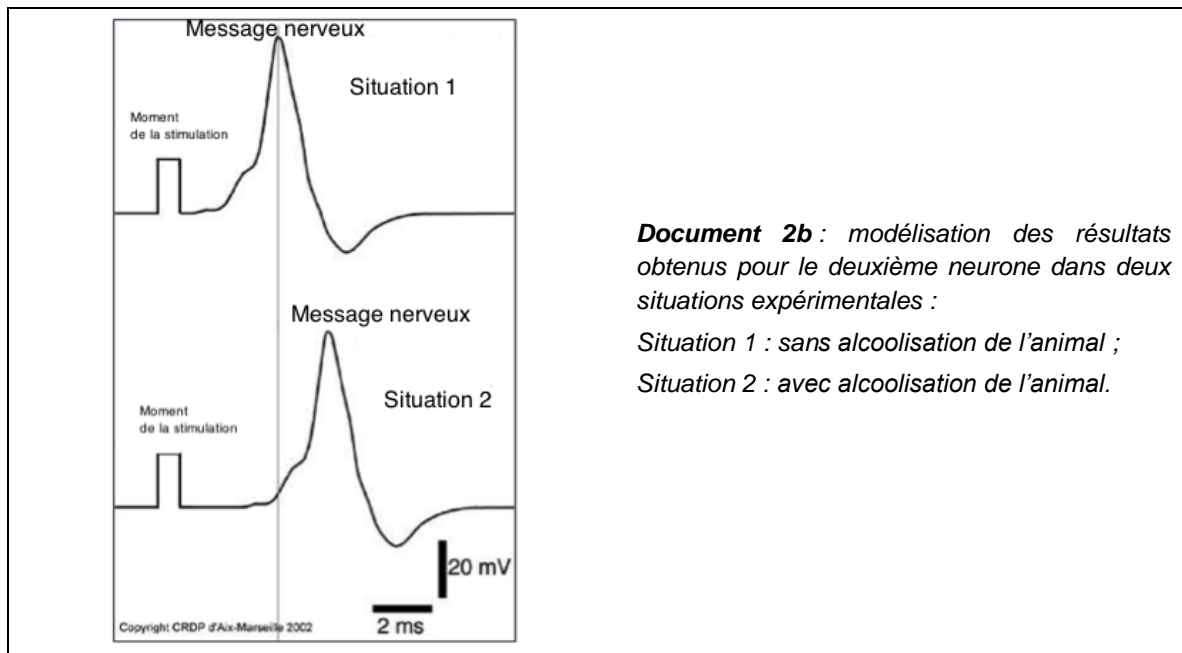 Message nerveux
Situation 1
Moment
de la stimulation
Message nerveux
Situation 2
Moment
de la stimulation
20 mV
2 ms
Copyright CRDP d'Aix-Marseille 2002
Document 2b : modélisation des résultats
obtenus pour le deuxième neurone dans deux
situations expérimentales :
Situation 1 : sans alcoolisation de l'animal ;
Situation 2 : avec alcoolisation de l'animal.